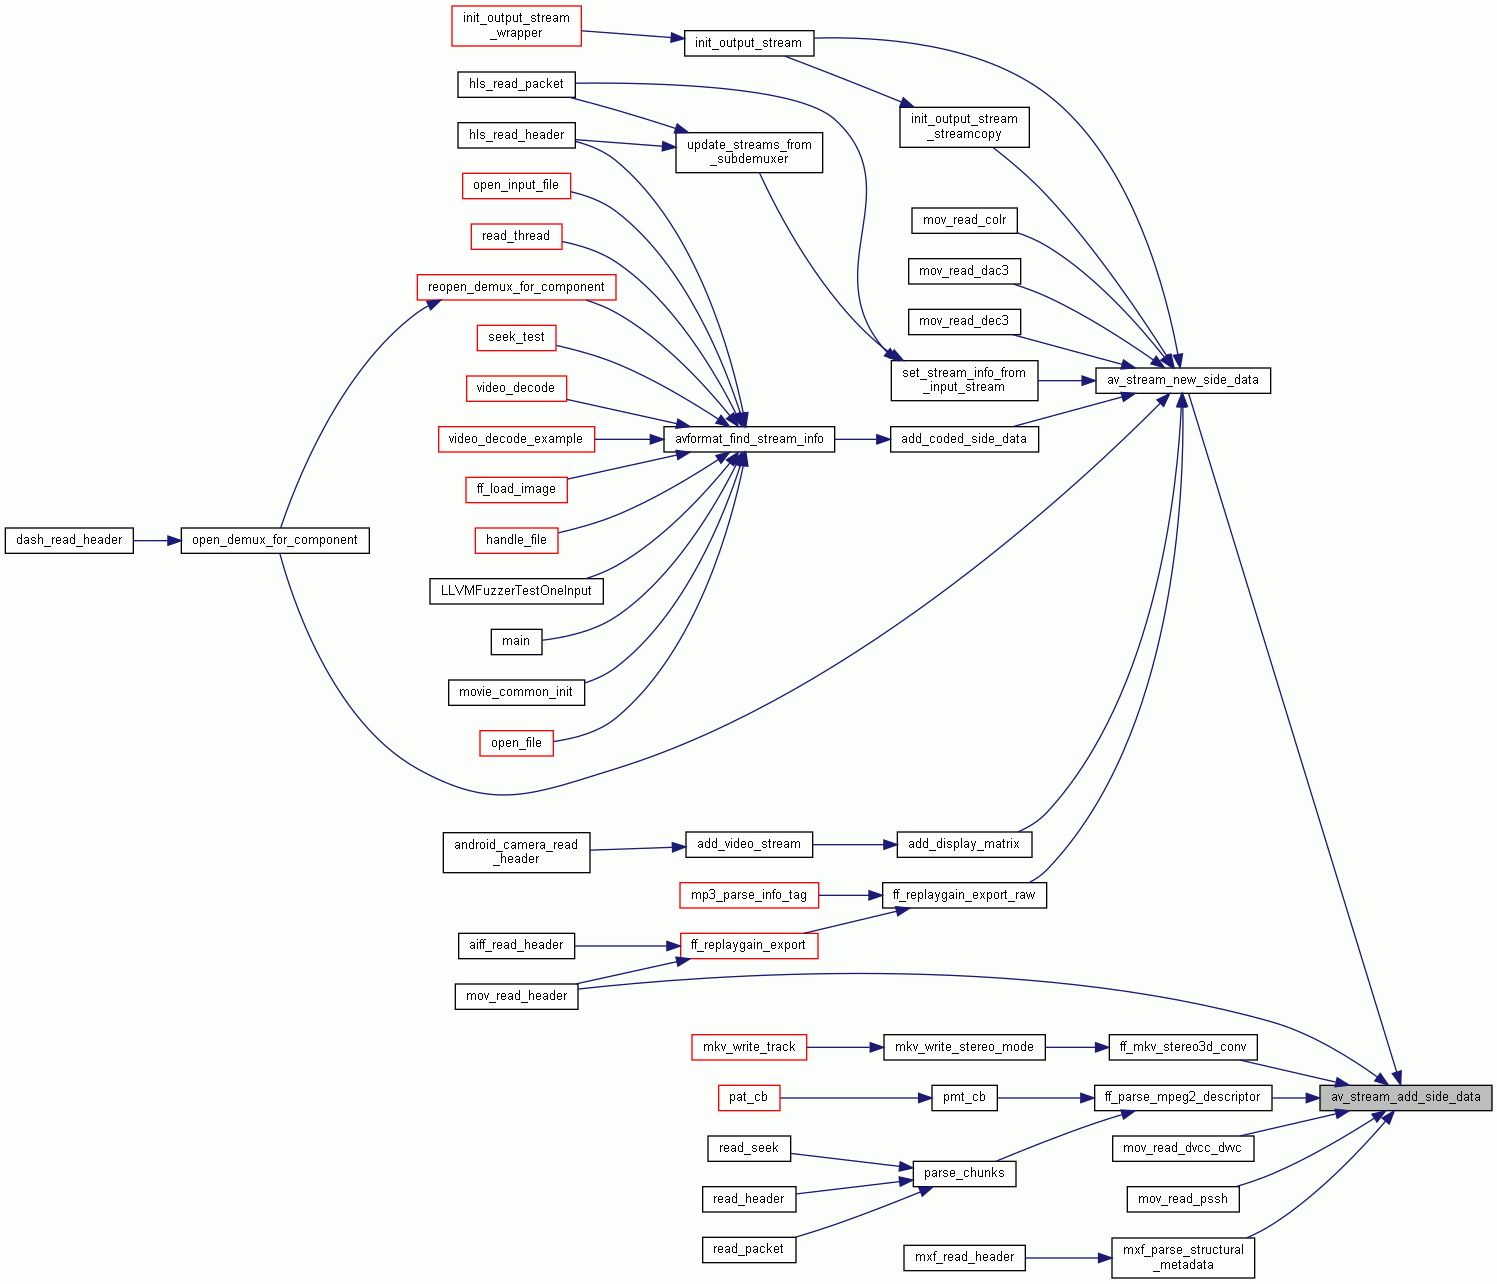 init_output_stream
_wrapper
init_output_stream
hls_read_packet
init_output_stream
_streamcopy
hls_read_header
update_streams_from
_subdemuxer
open_input_file
mov_read_colr
read_thread
mov_read_dac3
reopen_demux_for_component
mov_read_dec3
seek_test
set_stream_info_from
_input_stream
av_stream_new_side_data
video_decode
video_decode_example
avformat_find_stream_info
add_coded_side_data
ff_load_image
dash_read_header
open_demux_for_component
handle_file
LLVMFuzzerTestOneInput
main
movie_common_init
open_file
android_camera_read
_header
add_video_stream
add_display_matrix
mp3_parse_info_tag
ff_replaygain_export_raw
aiff_read_header
ff_replaygain_export
mov_read_header
mkv_write_track
mkv_write_stereo_mode
ff_mkv_stereo3d_conv
pat_cb
pmt_cb
ff_parse_mpeg2_descriptor
av_stream_add_side_data
read_seek
mov_read_dvcc_dvvc
parse_chunks
read_header
mov_read_pssh
read_packet
mxf_read_header
mxf_parse_structural
_metadata